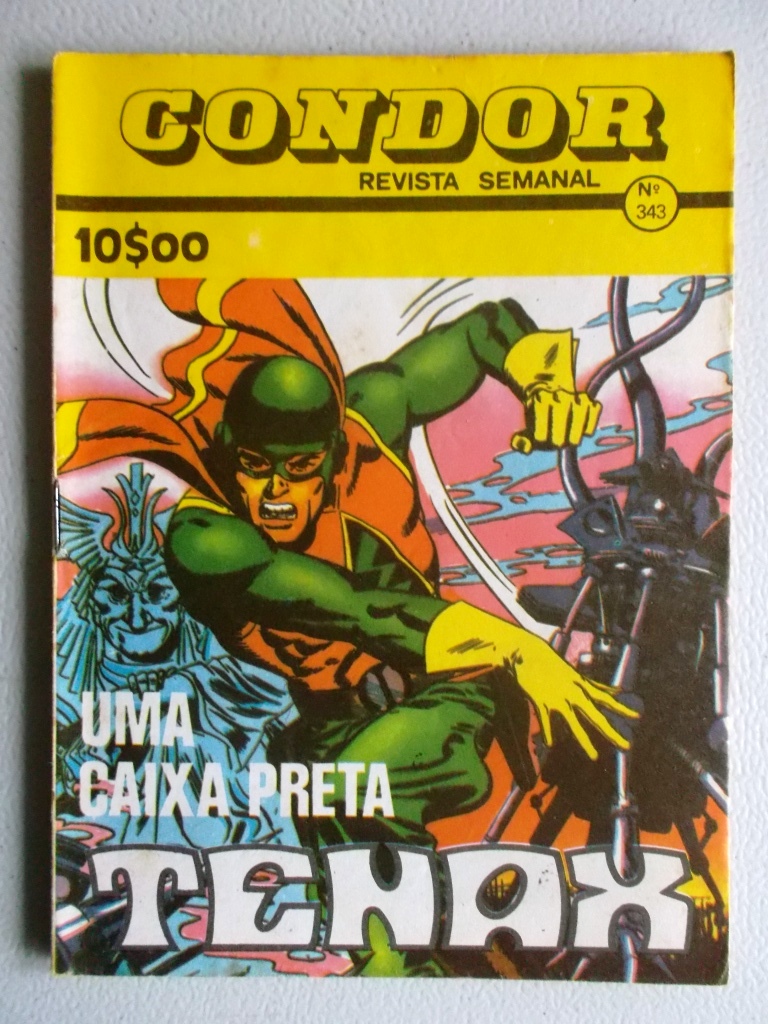 CONDOR
REVISTA SEMANAL
Nº
343
10$00
UMA
CAIXA PRETA
TENAX